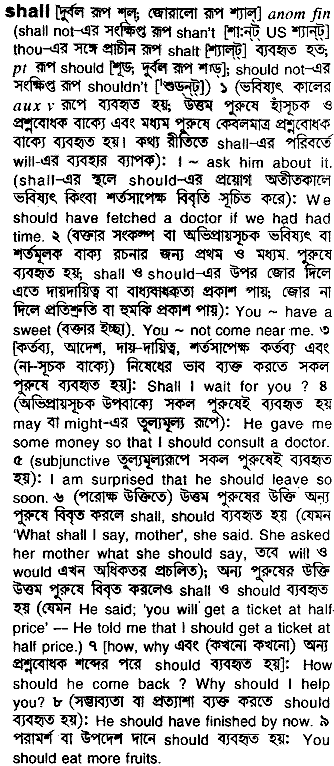 shall [দুর্বল রূপ শ্‌ল্; জোরালো রূপ শ্যাল্] anom fin
(shall not–এর সংক্ষিপ্ত রূপ shan't [শা:ন্‌ট্ US শ্যান্‌ট্]
thou–এর সঙ্গে প্রাচীন রূপ shalt [শ্যাল্‌ট্] ব্যবহৃত হত;
pt রূপ should [শুড্; দুর্বল রূপ শাড্]; should not–এর
সংক্ষিপ্ত রূপ shouldn't ['শুডন্‌ট্]) ১ (ভবিষ্যৎ কালের
aux v রূপে ব্যবহৃত হয়; উত্তম পুরুষে হাঁসূচক ও
প্রশ্নবোধক বাক্যে এবং মধ্যম পুরুষে কেবলমাত্র প্রশ্নবোধক
বাক্যে ব্যবহৃত হয়। কথ্য রীতিতে shall–এর পরিবর্তে
will-এর ব্যবহার ব্যাপক): I ~ ask him about it.
(shall–এর স্থলে should–এর প্রয়োগ অতীতকালে
ভবিষ্যৎ কিংবা শর্তসাপেক্ষ বিবৃতি সূচিত করে): We
should have fetched a doctor if we had had
time. ২ (বক্তার সংকল্প বা অভিপ্রায়সূচক ভবিষ্যৎ বা
শর্তমূলক বাক্য রচনার জন্য প্রথম ও মধ্যম. পুরুষে
ব্যবহৃত হয়; shall ও should–এর উপর জোর দিলে
এতে দায়দায়িত্ব বা বাধ্যবাধকতা প্রকাশ পায়; জোর না
দিলে প্রতিশ্রুতি বা হুমকি প্রকাশ পায়): You ~ have a
sweet (বক্তার ইচ্ছা). You ~ not come near me. ৩
[কর্তব্য, আদেশ, দায়-দায়িত্ব, শর্তসাপেক্ষ কর্তব্য এবং
(না–সূচক বাক্যে) নিষেধের ভাব ব্যক্ত করতে সকল
পুরুষে ব্যবহৃত হয়]: Shall I wait for you ? ৪
(অভিপ্রায়সূচক উপবাক্যে সকল পুরুষেই ব্যবহৃত হয়
may বা might-এর তুল্যমূল্য রূপে): He gave me
some money so that I should consult a doctor.
৫ (subjunctive তুল্যমূল্যরূপে সকল পুরুষেই ব্যবহৃত
হয়): I am surprised that he should leave so
soon. ৬ (পরোক্ষ উক্তিতে) উত্তম পুরুষের উক্তি অন্য
পুরুষে বিবৃত করলে shall, should ব্যবহৃত হয় (যেমন
'What shall I say, mother', she said. She asked
her mother what she should say, তবে will ও
would এখন অধিকতর প্রচলিত); অন্য পুরুষের উক্তি
উত্তম পুরুষে বিবৃত করলেও shall ও should ব্যবহৃত
হয় (যেমন He said; 'you will get a ticket at half-
price' –– He told me that I should get a ticket at
half price.) ৭ [how, why এবং (কখনো কখনো) অন্য
প্রশ্নবোধক শব্দের পরে should ব্যবহৃত হয়]: How
should he come back ? Why should I help
you? ৮ (সম্ভাব্যতা বা প্রত্যাশা ব্যক্ত করতে should
ব্যবহৃত হয়): He should have finished by now. ৯
পরামর্শ বা উপদেশ দানে should ব্যবহৃত হয়: You
should eat more fruits.